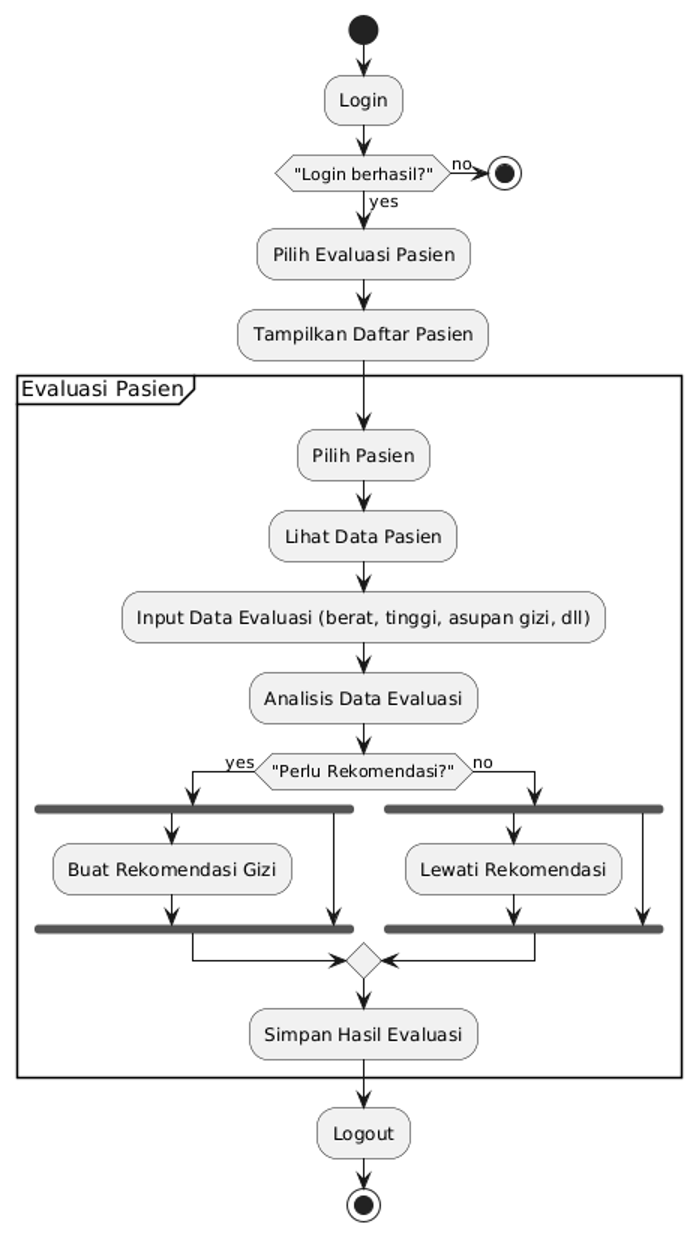 Login
"Login berhasil?"
no
yes
Pilih Evaluasi Pasien
Tampilkan Daftar Pasien
Evaluasi Pasien
Pilih Pasien
Lihat Data Pasien
Input Data Evaluasi (berat, tinggi, asupan gizi, dll)
Analisis Data Evaluasi
yes
"Perlu Rekomendasi?"
no
Buat Rekomendasi Gizi
Lewati Rekomendasi
Simpan Hasil Evaluasi
Logout